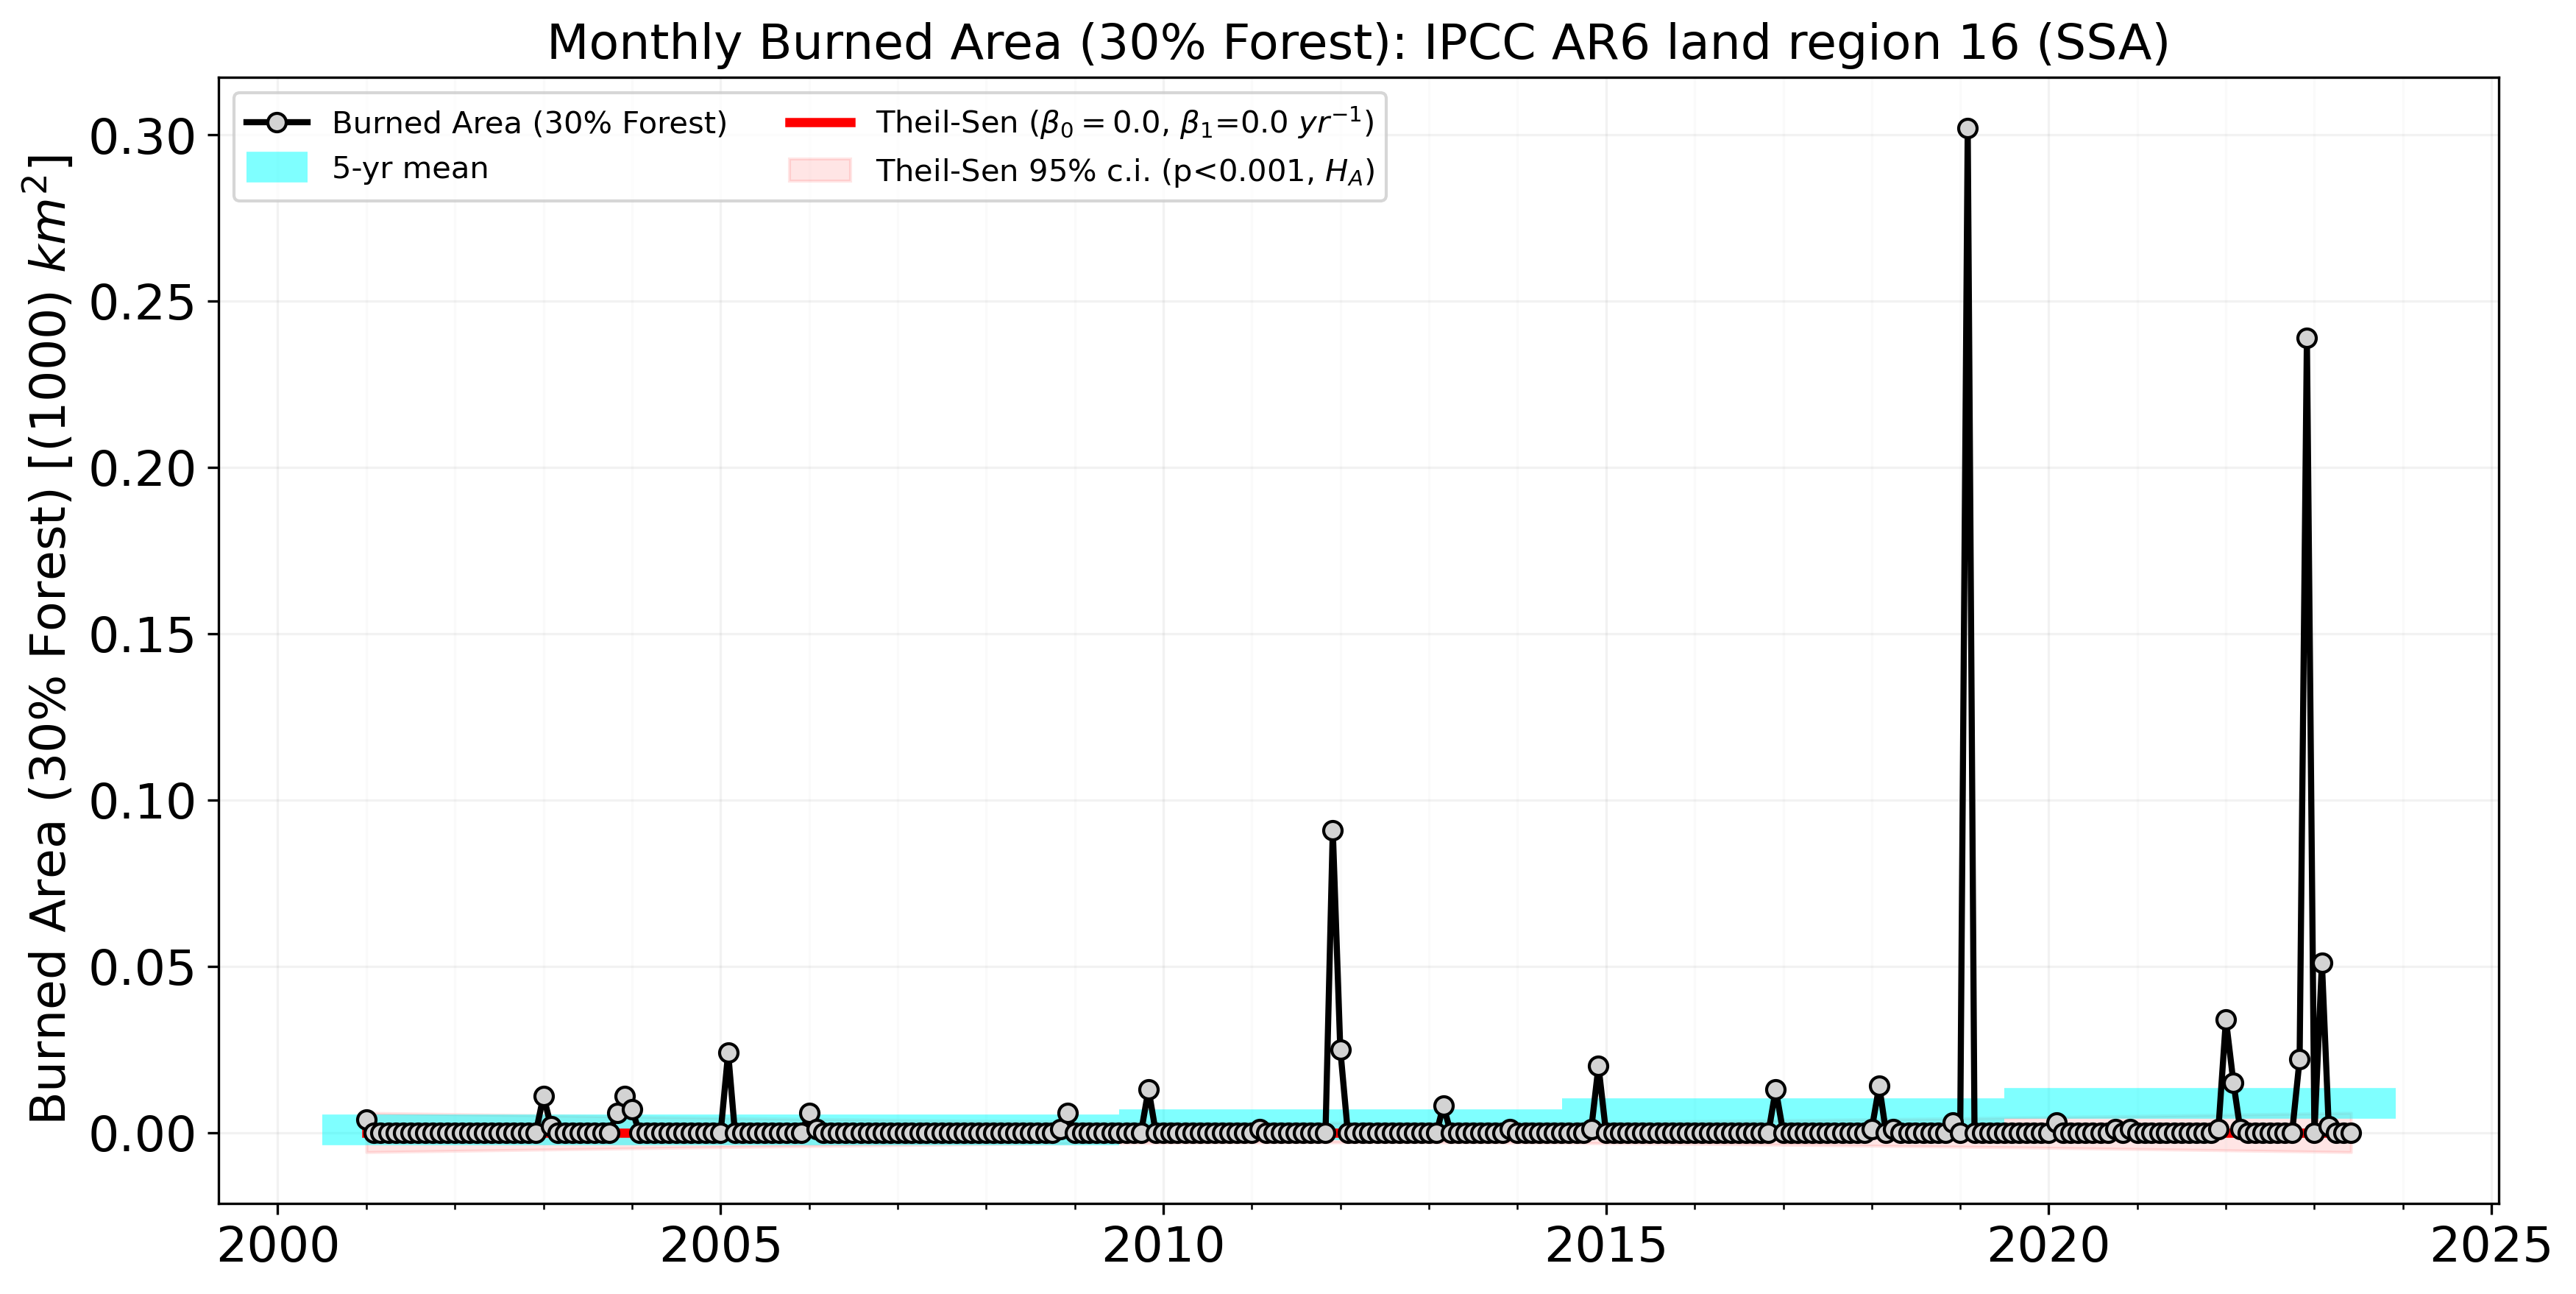 Monthly Burned Area (30% Forest): IPCC AR6 land region 16 (SSA)
Burned Area (30% Forest) [(1000) km²]
Burned Area (30% Forest)
5-yr mean
Theil-Sen (β₀ = 0.0, β₁=0.0 yr⁻¹)
Theil-Sen 95% c.i. (p<0.001, H_A)
0.30
0.25
0.20
0.15
0.10
0.05
0.00
2000 2005 2010 2015 2020 2025